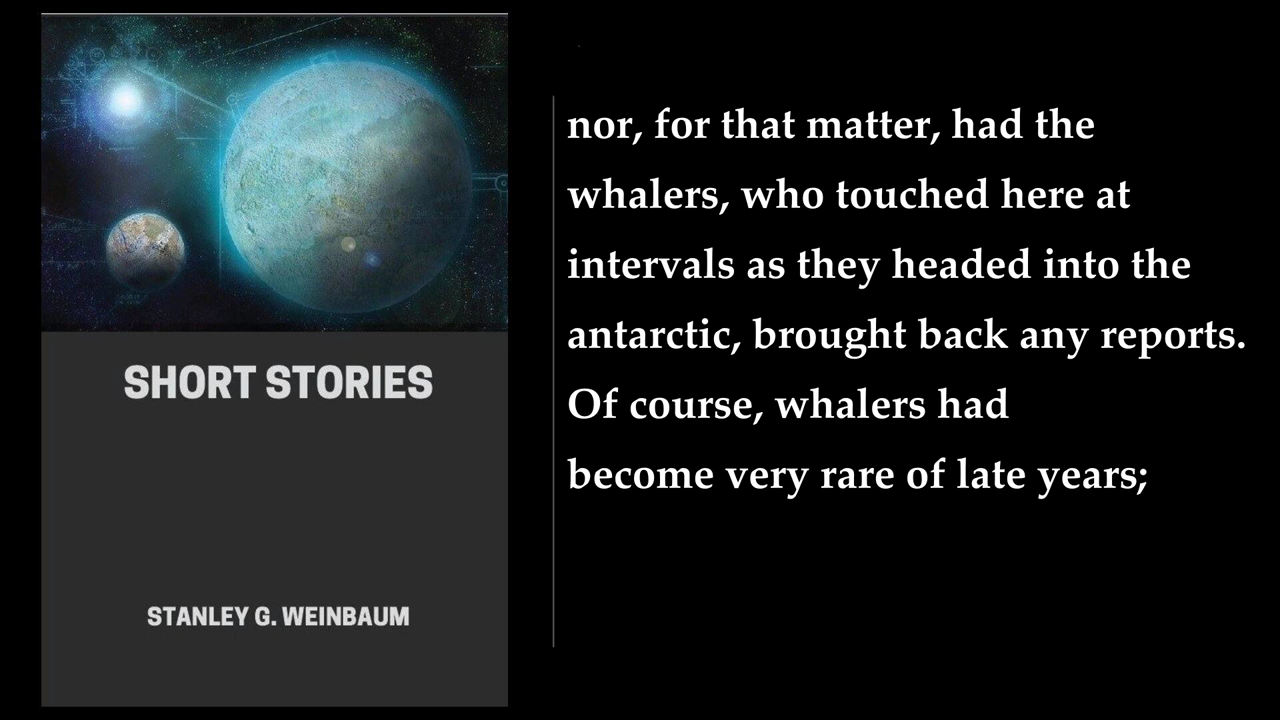 SHORT STORIES
STANLEY G. WEINBAUM
nor, for that matter, had the
whalers, who touched here at
intervals as they headed into the
antarctic, brought back any reports.
Of course, whalers had
become very rare of late years;